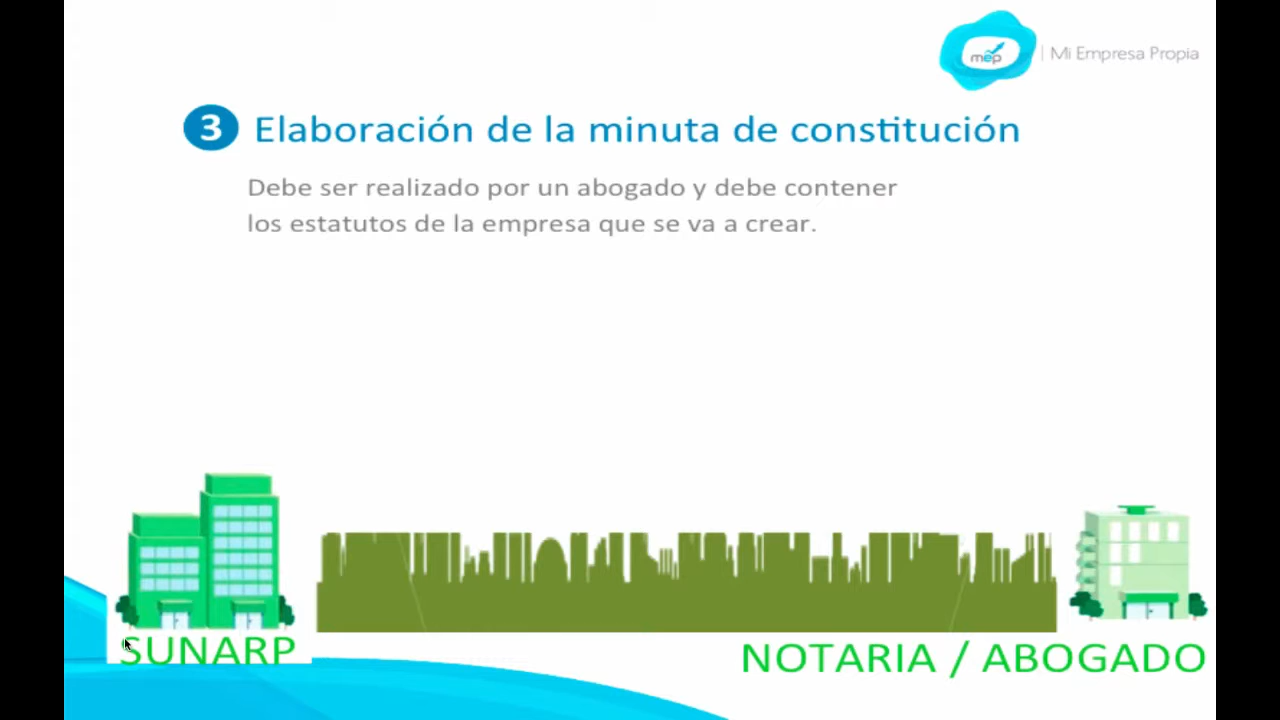 mep
Mi Empresa Propia
3 Elaboración de la minuta de constitución
Debe ser realizado por un abogado y debe contener
los estatutos de la empresa que se va a crear.
SUNARP
NOTARIA / ABOGADO